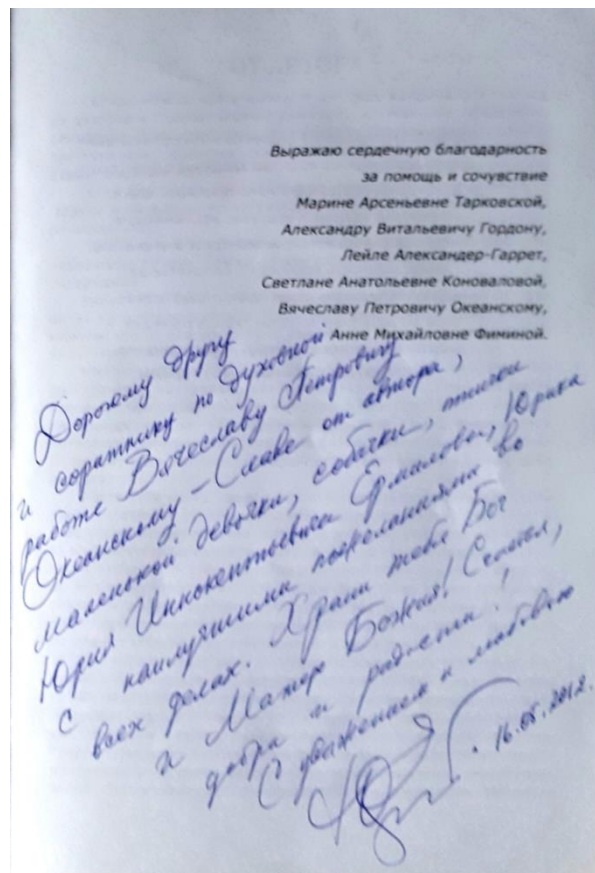 Выражаю сердечную благодарность
за помощь и сочувствие
Марине Арсеньевне Тарковской,
Александру Витальевичу Гордону,
Лейле Александер-Гаррет,
Светлане Анатольевне Коноваловой,
Вячеславу Петровичу Океанскому,
Анне Михайловне Фиминой.
Дорогому другу
и соратнику по духовной
работе Вячеславу Петровичу
Океанскому – Славе от автора,
маленькой девочки, собачки, птички
Юрия Иннокентьевича Ермолова, Юрика
с наилучшими пожеланиями во
всех делах. Храни тебя Бог
и Матерь Божия! Счастья,
добра и радости!
С уважением и любовью
16.05.2012.